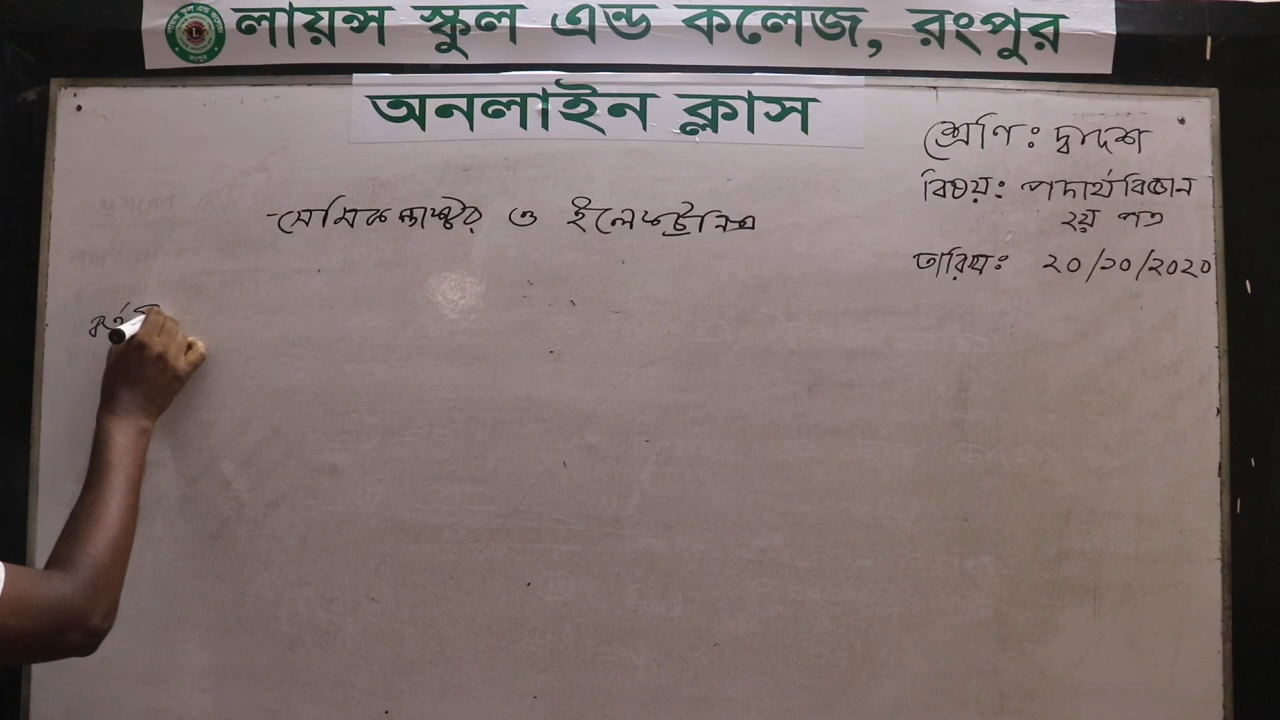 লায়ন্স স্কুল এন্ড কলেজ, রংপুর
অনলাইন ক্লাস
শ্রেণি: দ্বাদশ
বিষয়: পদার্থবিজ্ঞান
২য় পত্র
তারিখ: ২০/১০/২০২০
সেমিকন্ডাক্টর ও ইলেকট্রনিক্স